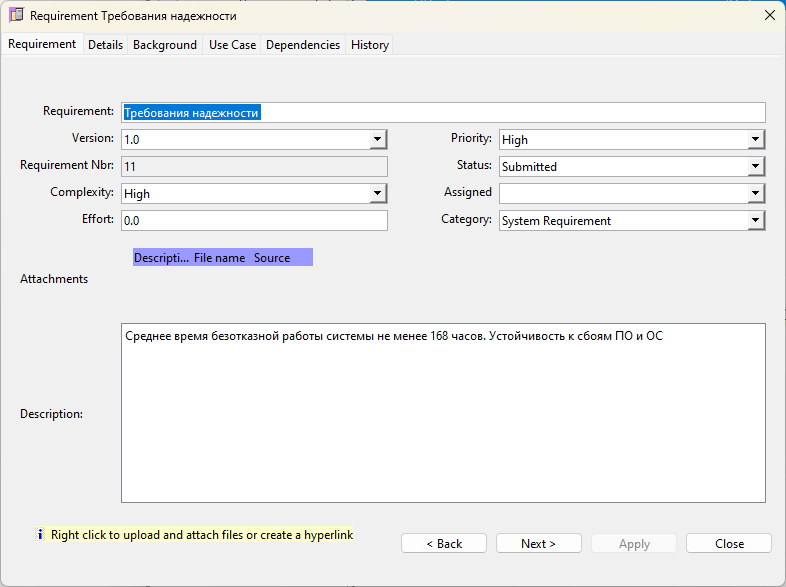 Requirement Требования надежности
Requirement Details Background Use Case Dependencies History
Requirement: Требования надежности
Version: 1.0 Priority: High
Requirement Nbr: 11 Status: Submitted
Complexity: High Assigned
Effort: 0.0 Category: System Requirement
Descripti... File name Source
Attachments
Среднее время безотказной работы системы не менее 168 часов. Устойчивость к сбоям ПО и ОС
Description:
i Right click to upload and attach files or create a hyperlink
< Back Next > Apply Close